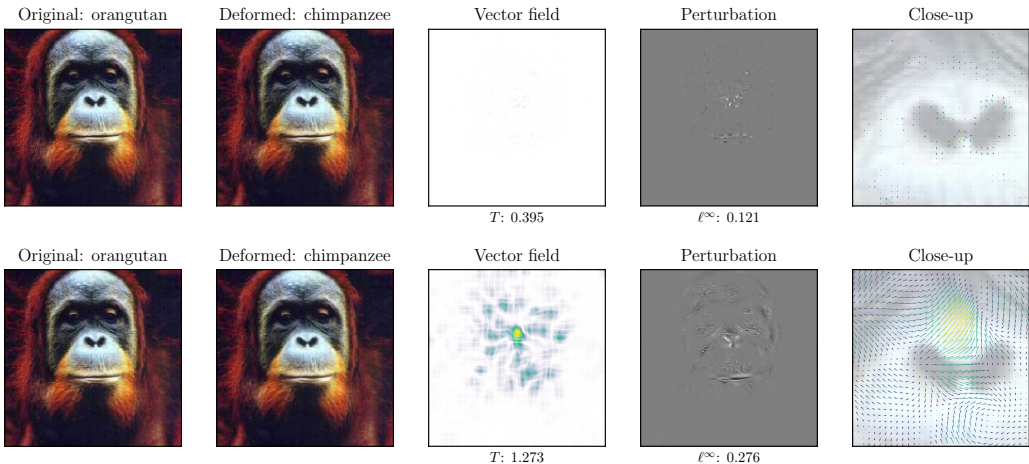 Original: orangutan
Deformed: chimpanzee
Vector field
Perturbation
Close-up
T: 0.395
ℓ∞: 0.121
Original: orangutan
Deformed: chimpanzee
Vector field
Perturbation
Close-up
T: 1.273
ℓ∞: 0.276